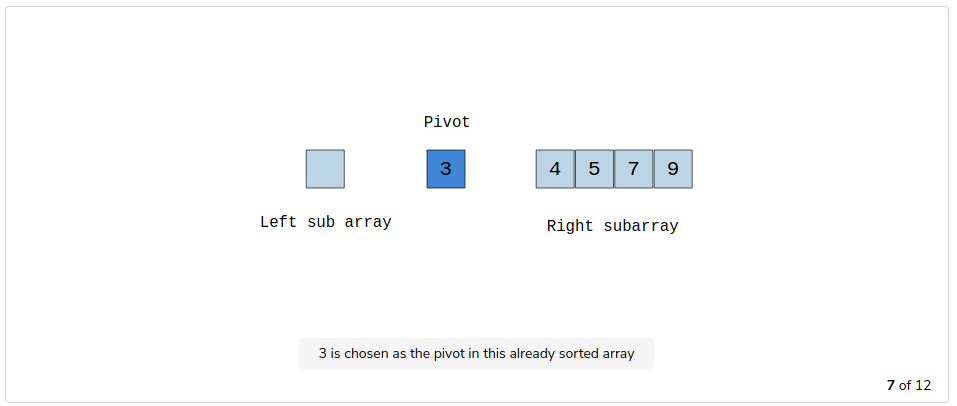 Pivot
3
4 5 7 9
Left sub array
Right subarray
3 is chosen as the pivot in this already sorted array
7 of 12